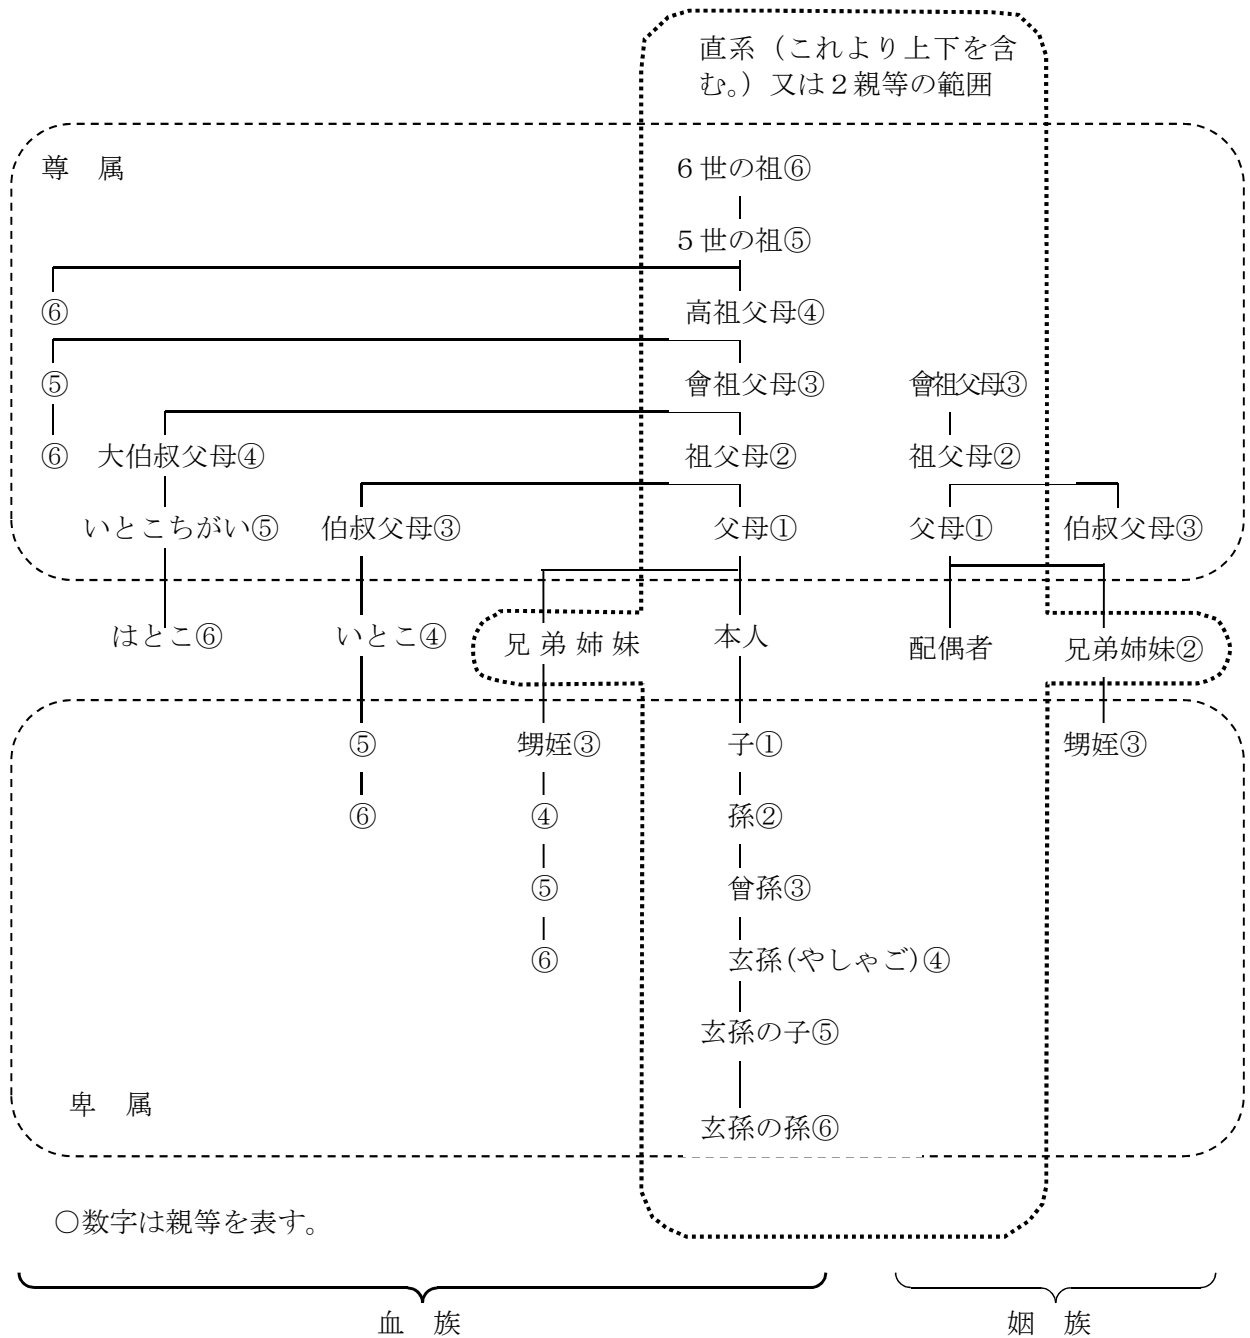 直系（これより上下を含
む。）又は２親等の範囲
尊　属
６世の祖⑥
５世の祖⑤
⑥
高祖父母④
⑤
會祖父母③
會祖父母③
⑥
大伯叔父母④
祖父母②
祖父母②
いとこちがい⑤
伯叔父母③
父母①
父母①
伯叔父母③
はとこ⑥
いとこ④
兄弟姉妹
本人
配偶者
兄弟姉妹②
⑤
甥姪③
子①
甥姪③
⑥
④
孫②
⑤
曾孫③
⑥
玄孫(やしゃご)④
玄孫の子⑤
卑　属
玄孫の孫⑥
○数字は親等を表す。
血　族
姻　族